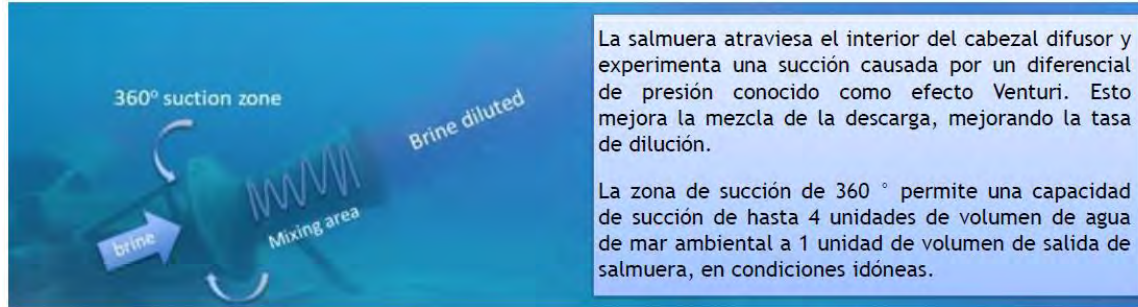 360º suction zone
Brine diluted
Mixing area
brine
La salmuera atraviesa el interior del cabezal difusor y
experimenta una succión causada por un diferencial
de presión conocido como efecto Venturi. Esto
mejora la mezcla de la descarga, mejorando la tasa
de dilución.
La zona de succión de 360 ° permite una capacidad
de succión de hasta 4 unidades de volumen de agua
de mar ambiental a 1 unidad de volumen de salida de
salmuera, en condiciones idóneas.